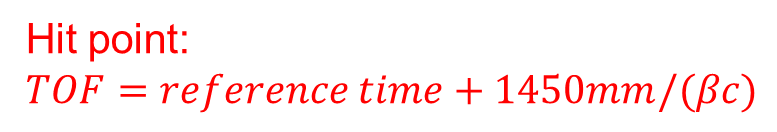 Hit point:
TOF = reference time + 1450mm/(βc)